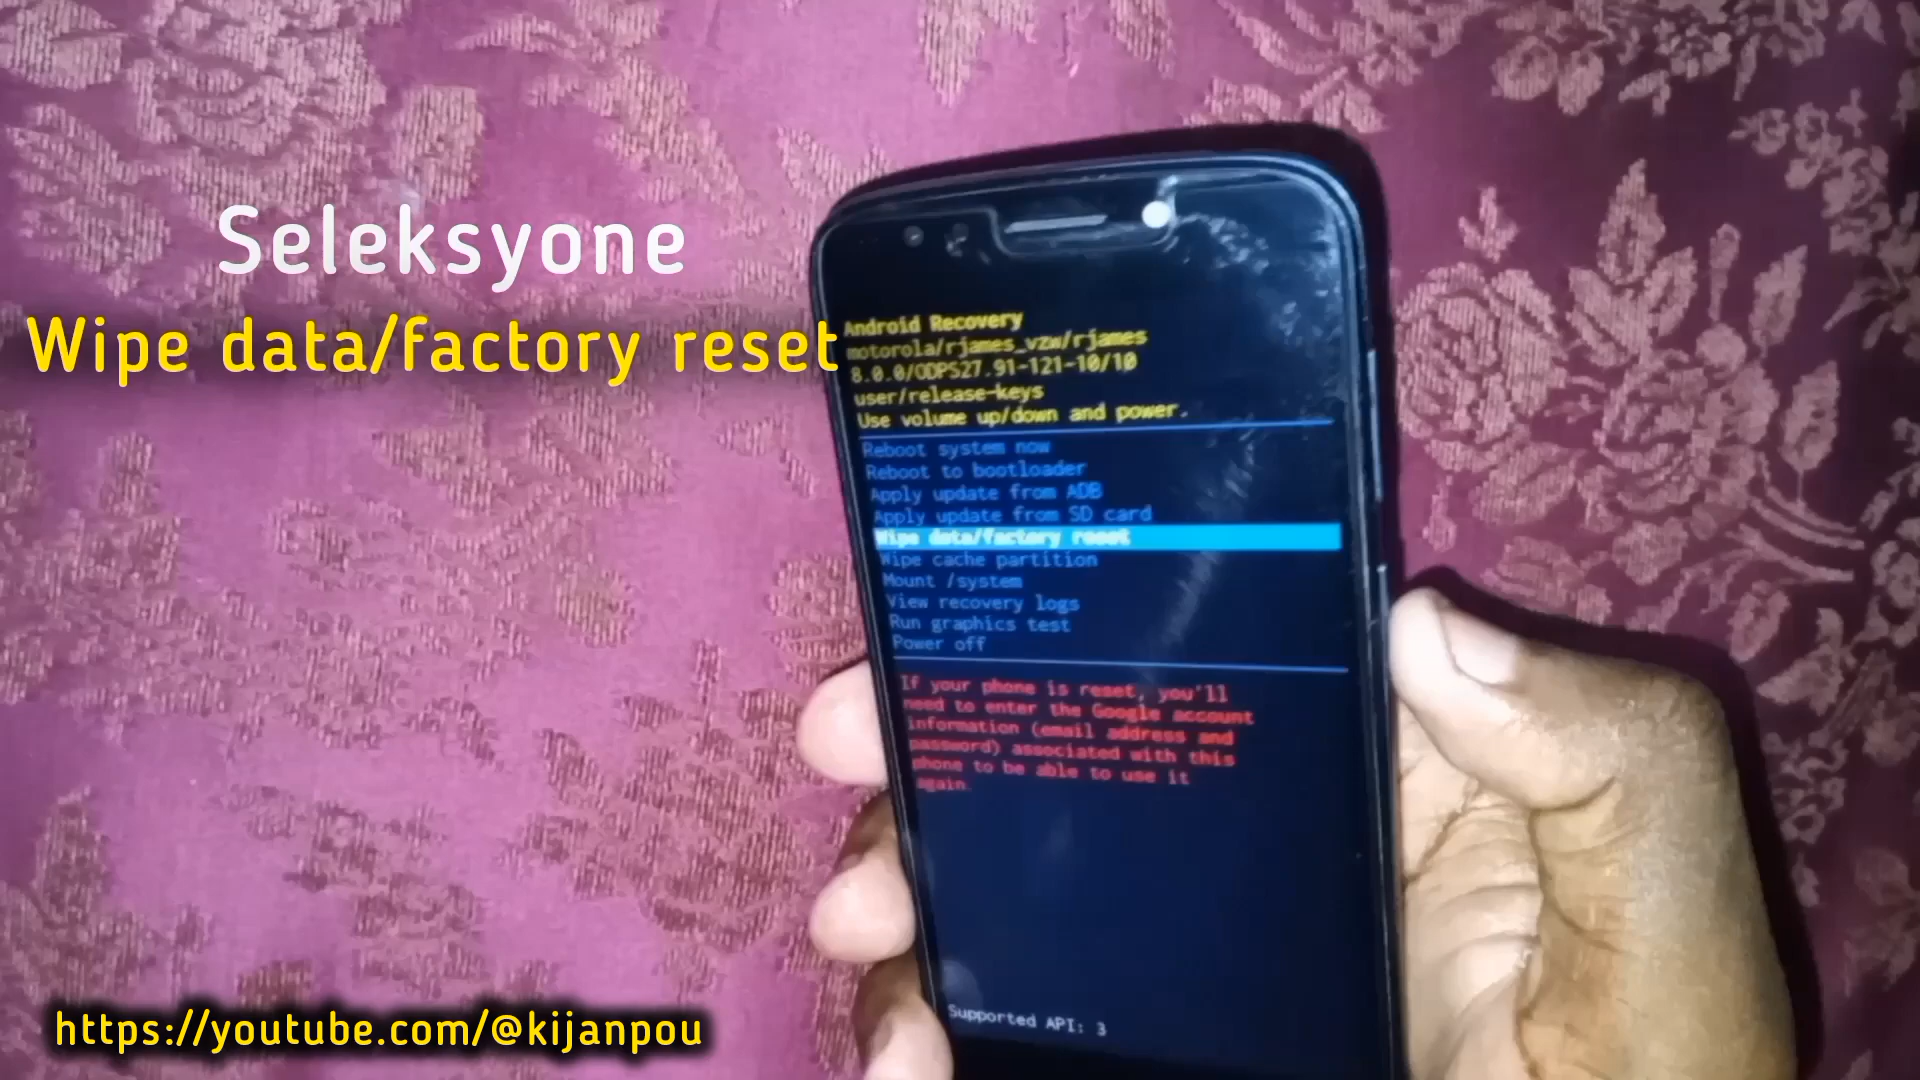 Seleksyone
Wipe data/factory reset
Android Recovery
motorola/rjames_vzw/rjames
8.0.0/ODPS27.91-121-10/10
user/release-keys
Use volume up/down and power.
Reboot system now
Reboot to bootloader
Apply update from ADB
Apply update from SD card
Wipe data/factory reset
Wipe cache partition
Mount /system
View recovery logs
Run graphics test
Power off
If your phone is reset, you'll
need to enter the Google account
information (email address and
password) associated with this
phone to be able to use it
again.
Supported API: 3
https://youtube.com/@kijanpou